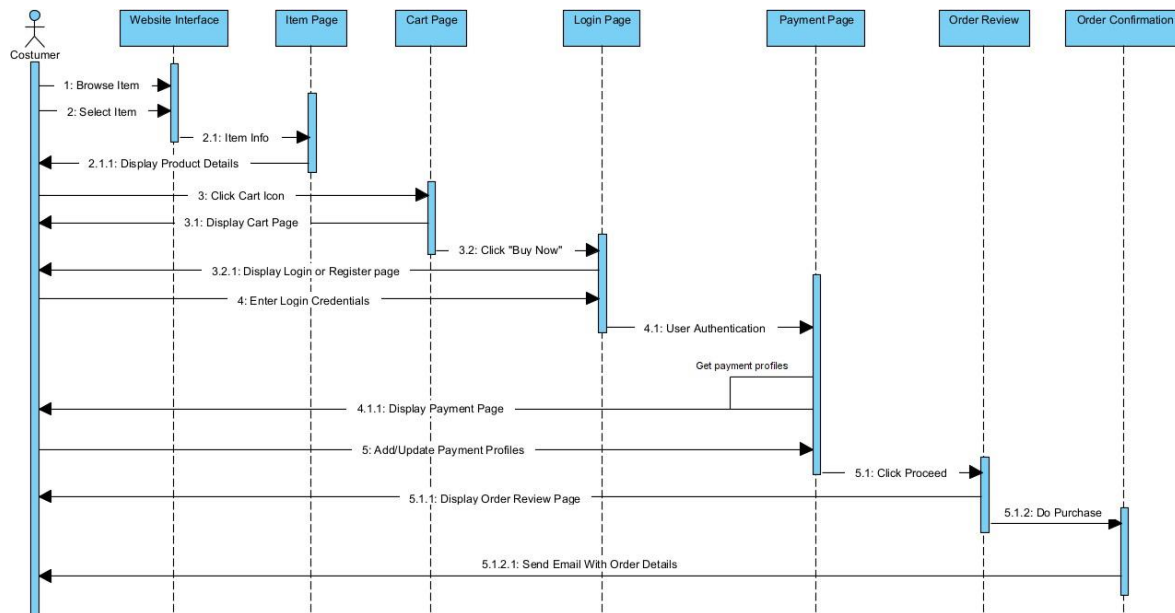 Website Interface
Item Page
Cart Page
Login Page
Payment Page
Order Review
Order Confirmation
Costumer
1: Browse Item
2: Select Item
2.1: Item Info
2.1.1: Display Product Details
3: Click Cart Icon
3.1: Display Cart Page
3.2: Click "Buy Now"
3.2.1: Display Login or Register page
4: Enter Login Credentials
4.1: User Authentication
Get payment profiles
4.1.1: Display Payment Page
5: Add/Update Payment Profiles
5.1: Click Proceed
5.1.1: Display Order Review Page
5.1.2: Do Purchase
5.1.2.1: Send Email With Order Details